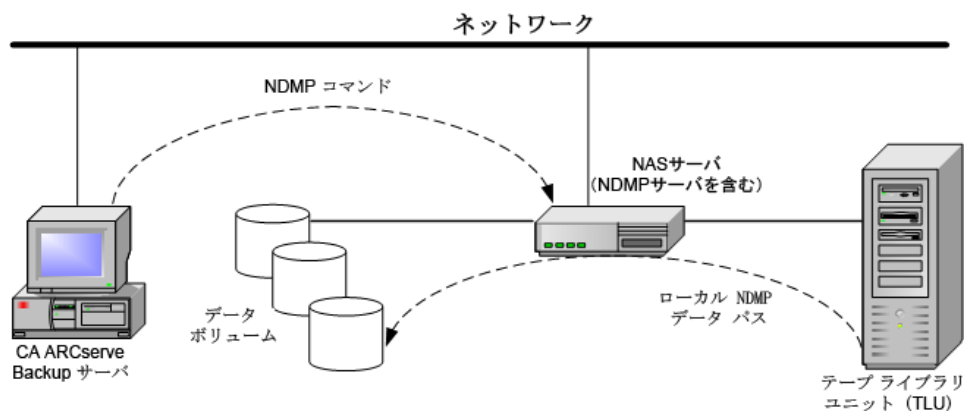 ネットワーク
NDMP コマンド
NASサーバ
(NDMPサーバを含む)
データ
ボリューム
ローカル NDMP
データ パス
CA ARCserve
Backup サーバ
テープ ライブラリ
ユニット (TLU)